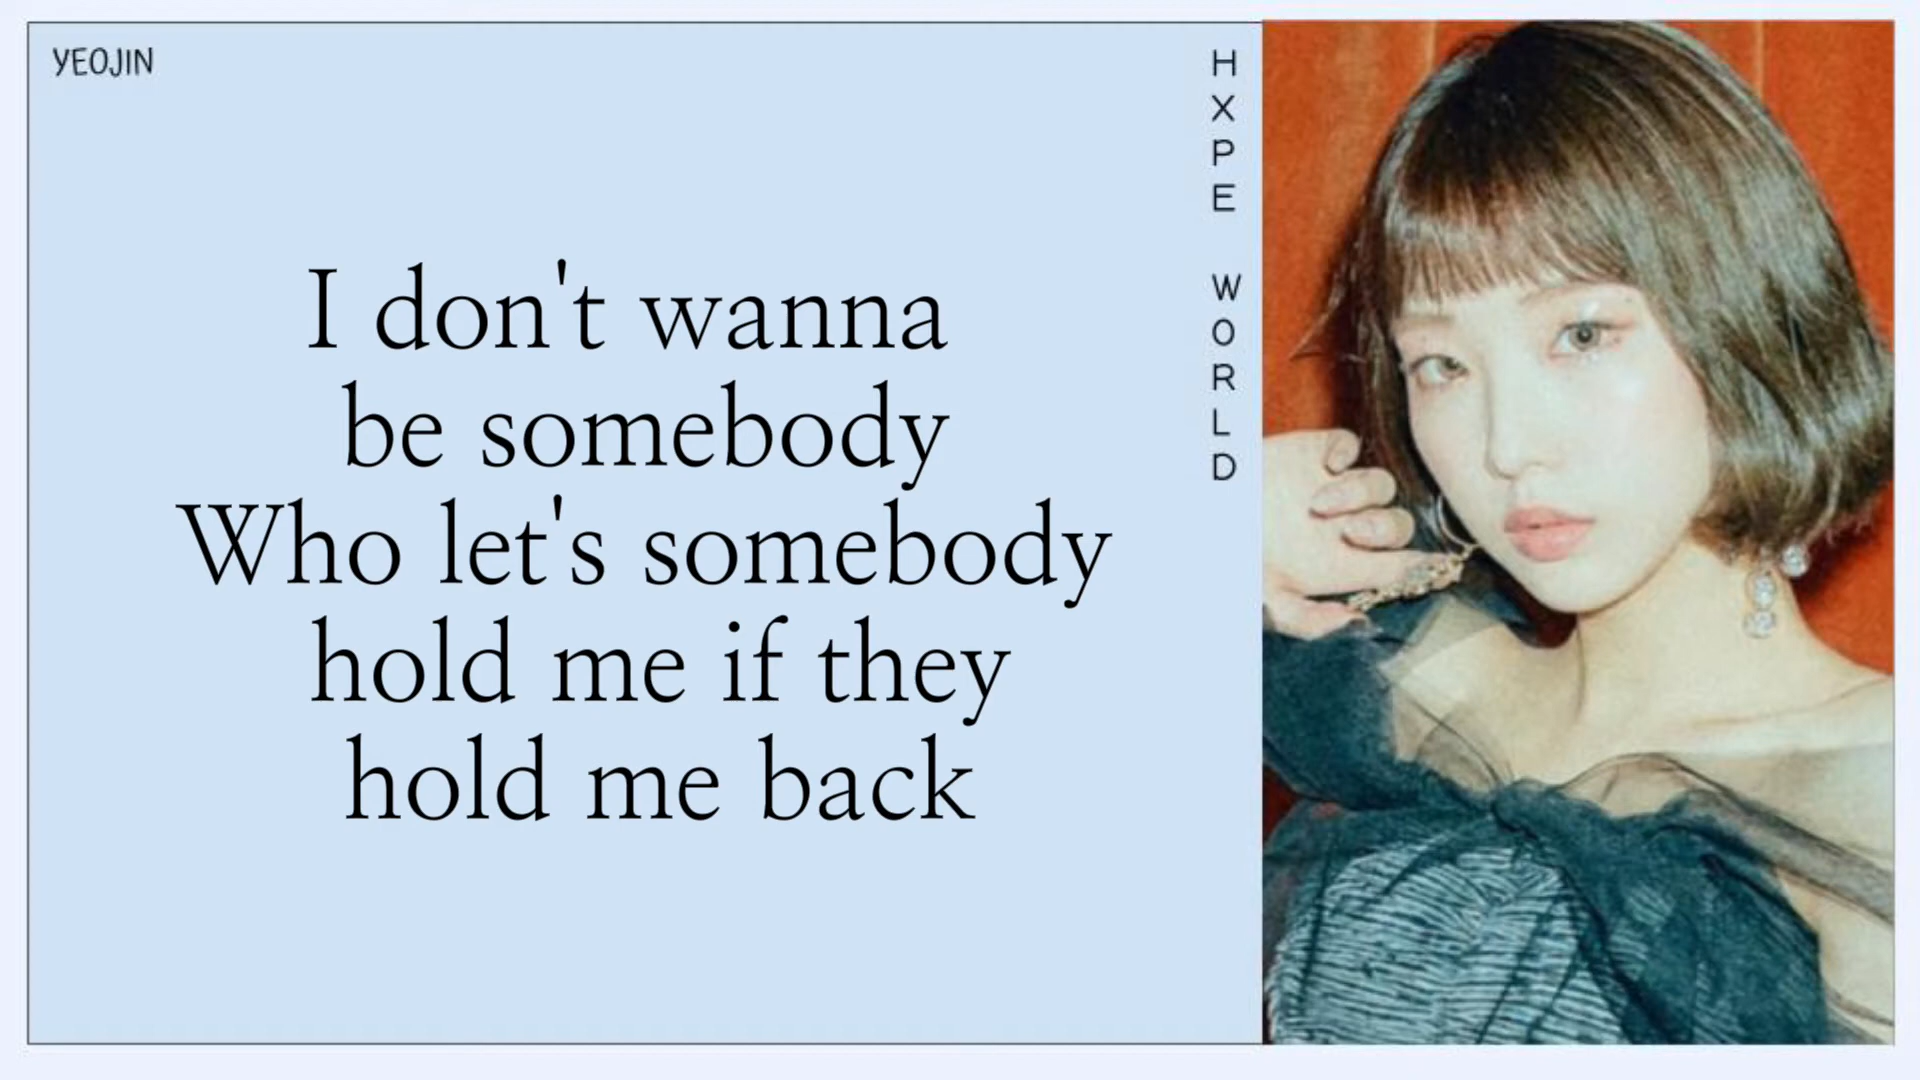 YEOJIN
HXPE WORLD
I don't wanna
be somebody
Who let's somebody
hold me if they
hold me back